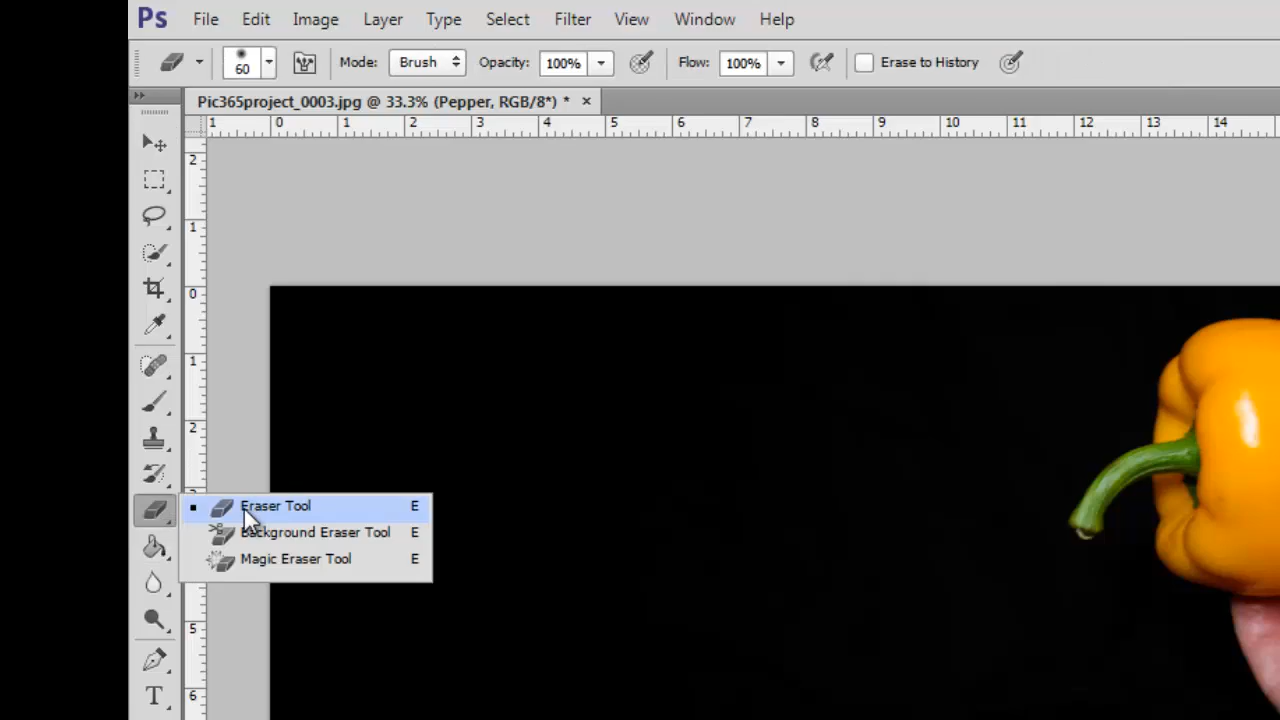 Ps File Edit Image Layer Type Select Filter View Window Help
60 Mode: Brush Opacity: 100% Flow: 100% Erase to History
Pic365project_0003.jpg @ 33.3% (Pepper, RGB/8*) * ×
1 0 1 2 3 4 5 6 7 8 9 10 11 12 13 14
2
1
0
1
2
Eraser Tool E
Background Eraser Tool E
Magic Eraser Tool E
5
6
T